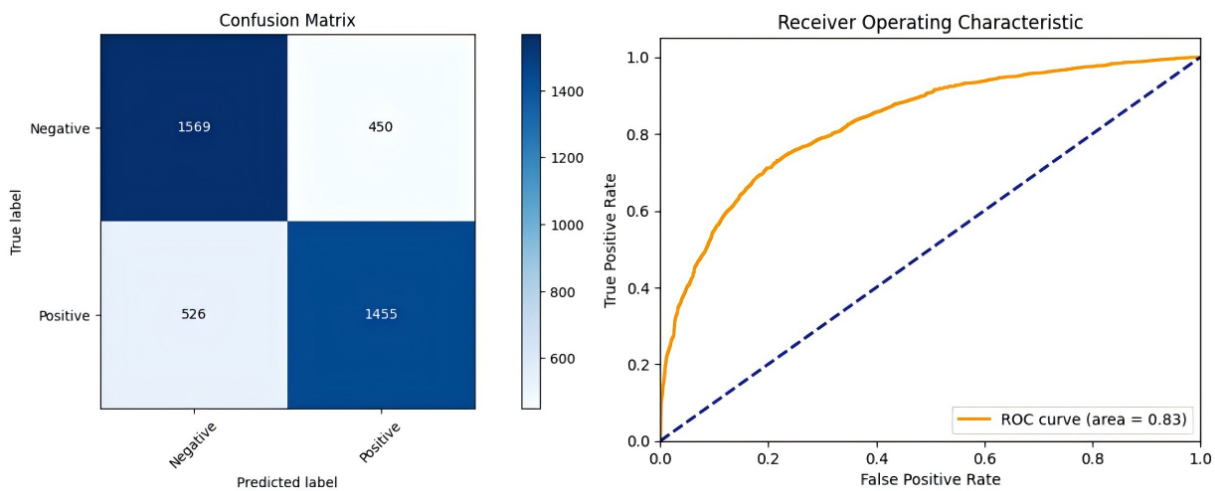 Confusion Matrix
Negative
Positive
True label
1569
450
526
1455
Negative
Positive
Predicted label
1400
1200
1000
800
600
Receiver Operating Characteristic
1.0
0.8
0.6
0.4
0.2
0.0
True Positive Rate
0.0
0.2
0.4
0.6
0.8
1.0
False Positive Rate
ROC curve (area = 0.83)